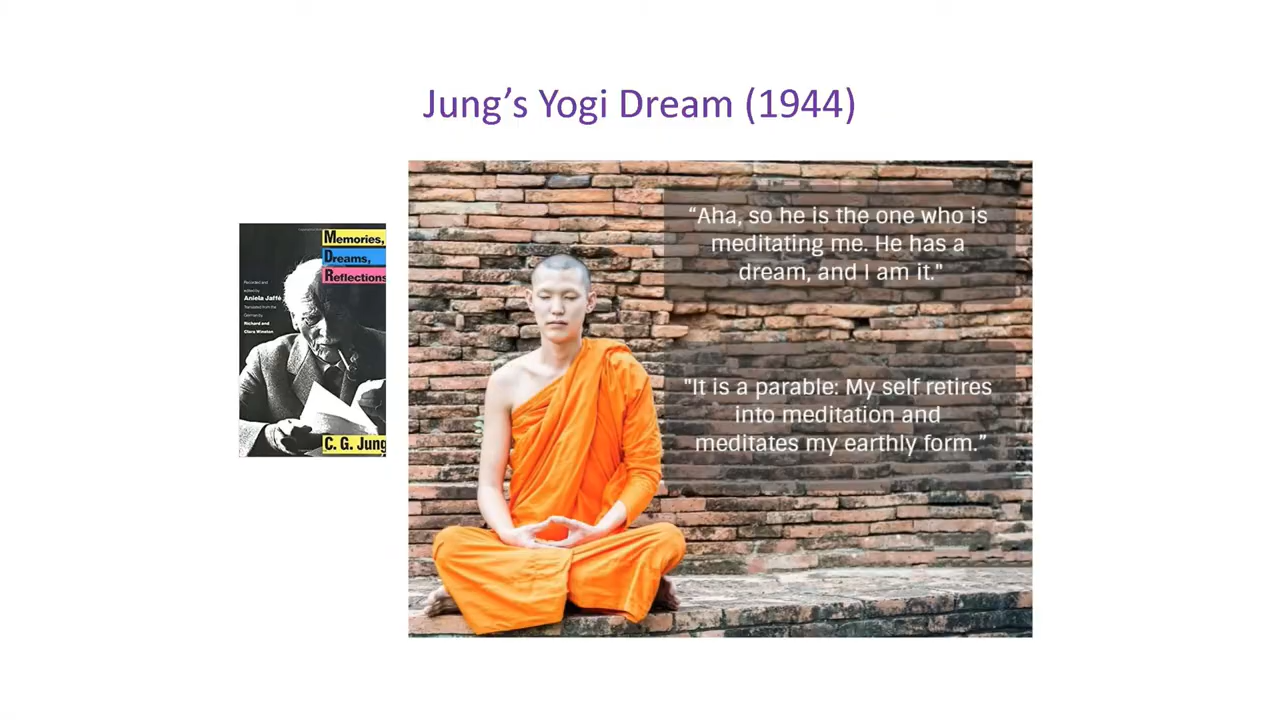 Jung’s Yogi Dream (1944)
Memories,
Dreams,
Reflections
Recorded and
edited by
Aniela Jaffé
Translated from the
German by
Richard and
Clara Winston
C. G. Jung
“Aha, so he is the one who is
meditating me. He has a
dream, and I am it.”
"It is a parable: My self retires
into meditation and
meditates my earthly form.”